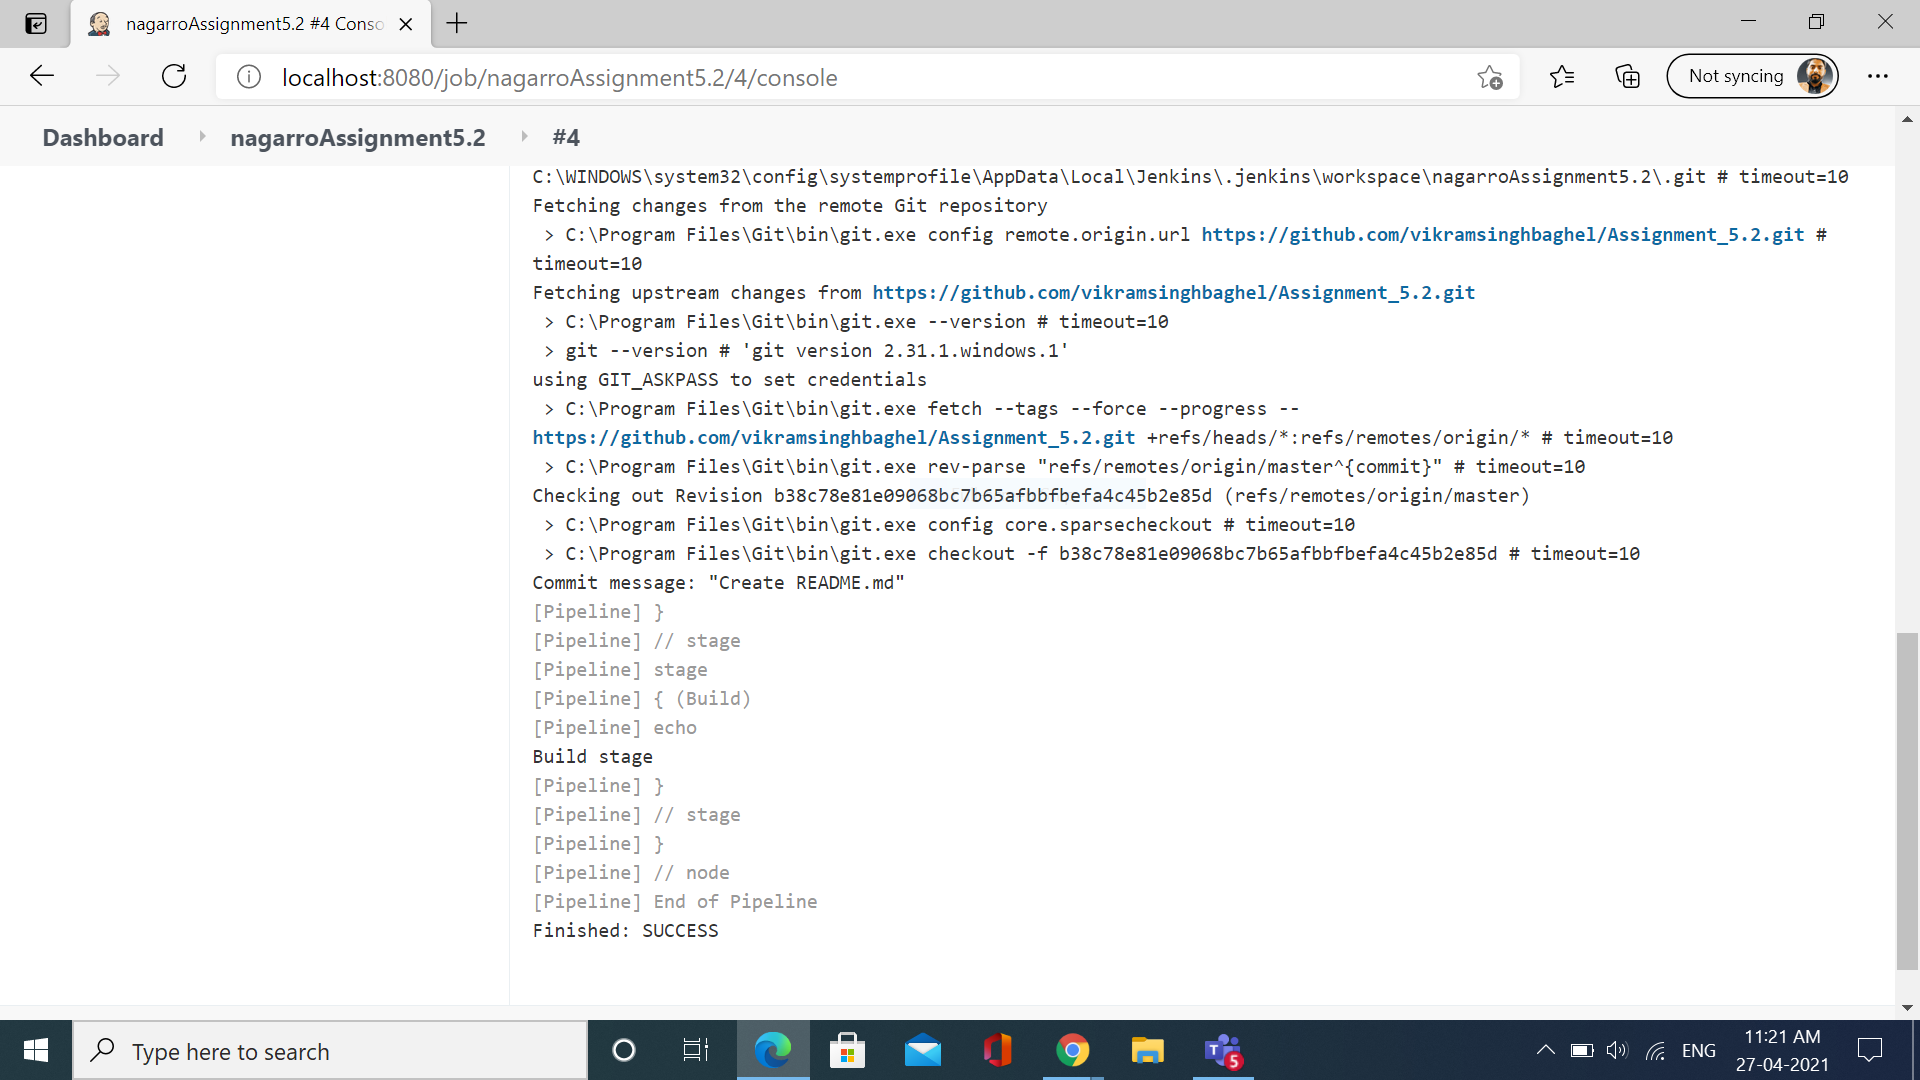 nagarroAssignment5.2 #4 Conso
localhost:8080/job/nagarroAssignment5.2/4/console
Not syncing
Dashboard nagarroAssignment5.2 #4
C:\WINDOWS\system32\config\systemprofile\AppData\Local\Jenkins\.jenkins\workspace\nagarroAssignment5.2\.git # timeout=10
Fetching changes from the remote Git repository
> C:\Program Files\Git\bin\git.exe config remote.origin.url https://github.com/vikramsinghbaghel/Assignment_5.2.git #
timeout=10
Fetching upstream changes from https://github.com/vikramsinghbaghel/Assignment_5.2.git
> C:\Program Files\Git\bin\git.exe --version # timeout=10
> git --version # 'git version 2.31.1.windows.1'
using GIT_ASKPASS to set credentials
> C:\Program Files\Git\bin\git.exe fetch --tags --force --progress --
https://github.com/vikramsinghbaghel/Assignment_5.2.git +refs/heads/*:refs/remotes/origin/* # timeout=10
> C:\Program Files\Git\bin\git.exe rev-parse "refs/remotes/origin/master^{commit}" # timeout=10
Checking out Revision b38c78e81e09068bc7b65afbbfbefa4c45b2e85d (refs/remotes/origin/master)
> C:\Program Files\Git\bin\git.exe config core.sparsecheckout # timeout=10
> C:\Program Files\Git\bin\git.exe checkout -f b38c78e81e09068bc7b65afbbfbefa4c45b2e85d # timeout=10
Commit message: "Create README.md"
[Pipeline] }
[Pipeline] // stage
[Pipeline] stage
[Pipeline] { (Build)
[Pipeline] echo
Build stage
[Pipeline] }
[Pipeline] // stage
[Pipeline] }
[Pipeline] // node
[Pipeline] End of Pipeline
Finished: SUCCESS
Type here to search
T
5
ENG
11:21 AM
27-04-2021